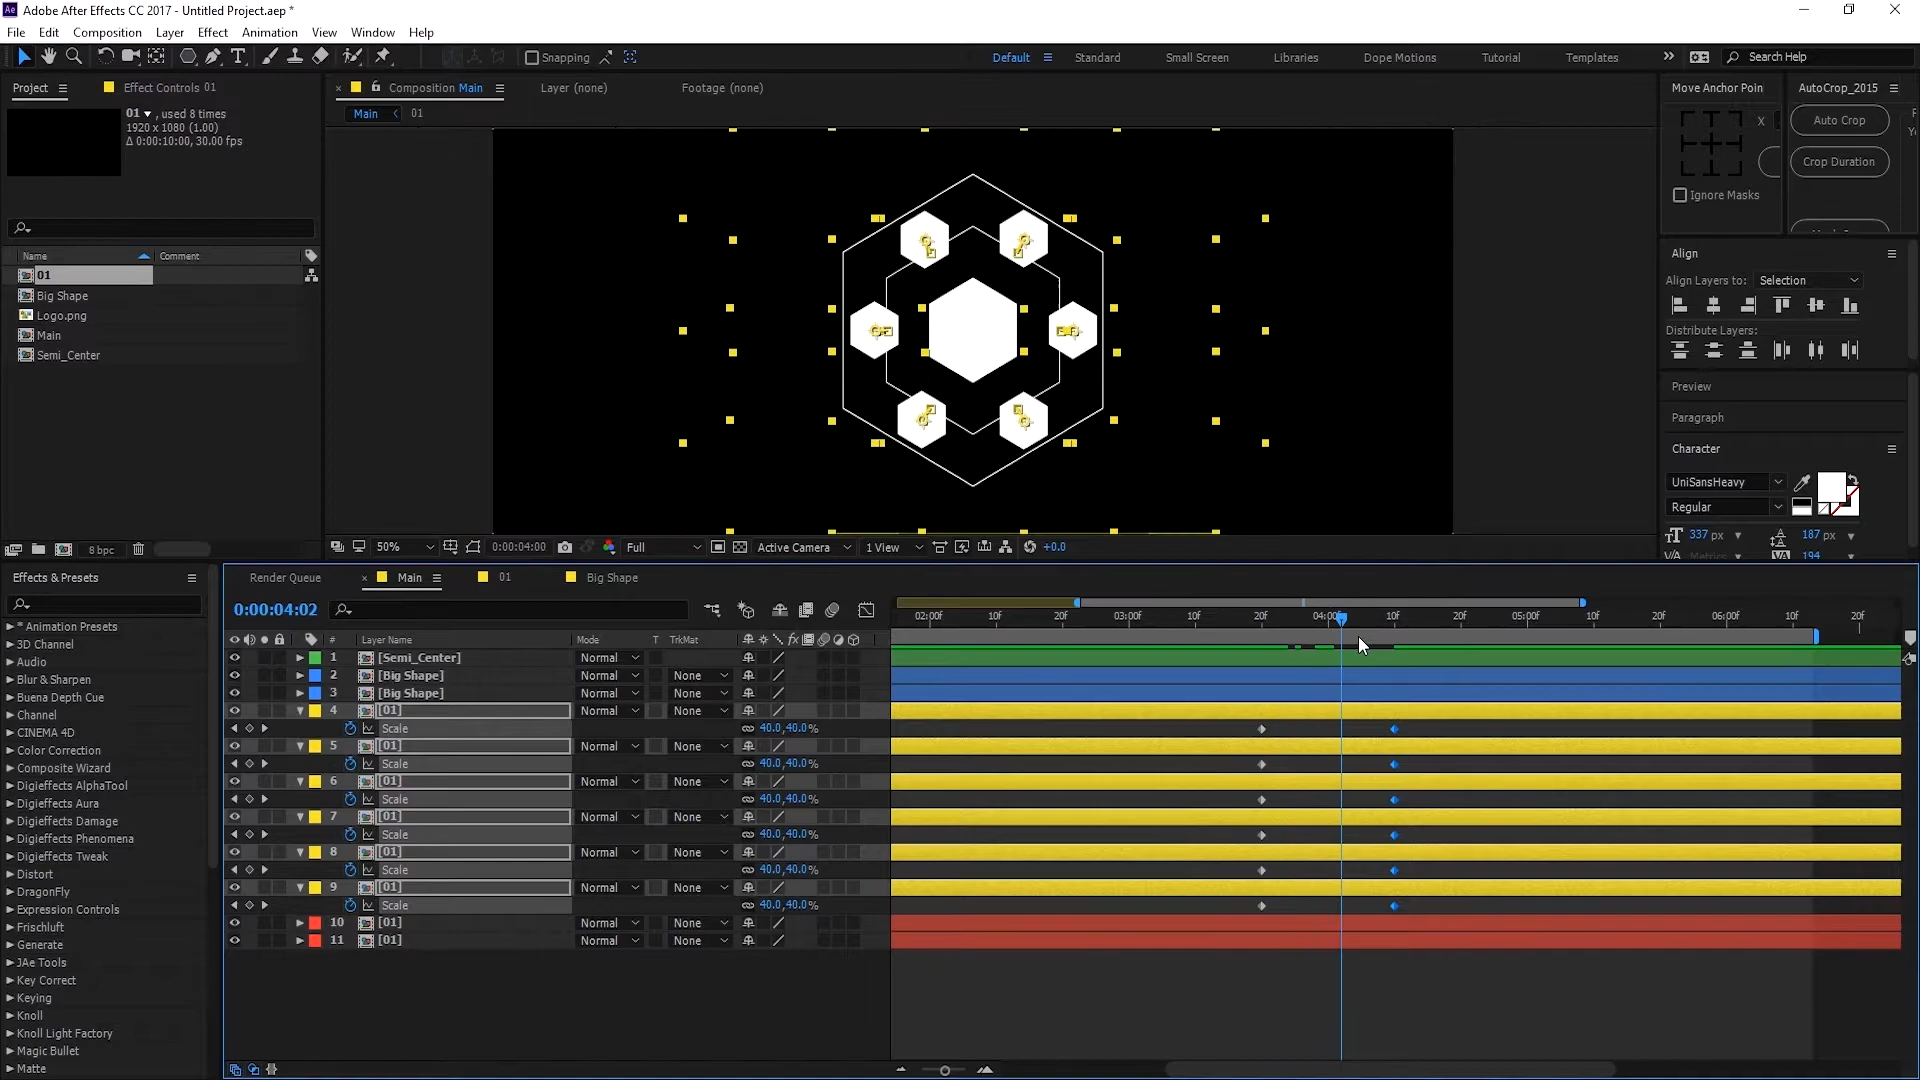 Adobe After Effects CC 2017 - Untitled Project.aep *
File Edit Composition Layer Effect Animation View Window Help
Snapping
Default Standard Small Screen Libraries Dope Motions Tutorial Templates
Search Help
Project
Effect Controls 01
Composition Main
Layer (none)
Footage (none)
Move Anchor Poin
AutoCrop_2015
Main 01
01 , used 8 times
1920 x 1080 (1.00)
Δ 0:00:10:00, 30.00 fps
X
Auto Crop
Crop Duration
Ignore Masks
Name Comment
01
Big Shape
Logo.png
Main
Semi_Center
Align
Align Layers to: Selection
Distribute Layers:
Preview
Paragraph
Character
UniSansHeavy
Regular
337 px 187 px
Metrics 194
8 bpc
50% 0:00:04:00 Full Active Camera 1 View +0.0
Effects & Presets
* Animation Presets
3D Channel
Audio
Blur & Sharpen
Buena Depth Cue
Channel
CINEMA 4D
Color Correction
Composite Wizard
Digieffects AlphaTool
Digieffects Aura
Digieffects Damage
Digieffects Phenomena
Digieffects Tweak
Distort
DragonFly
Expression Controls
Frischluft
Generate
JAe Tools
Key Correct
Keying
Knoll
Knoll Light Factory
Magic Bullet
Matte
Render Queue Main 01 Big Shape
0:00:04:02
02:00f 10f 20f 03:00f 10f 20f 04:00f 10f 20f 05:00f 10f 20f 06:00f 10f 20f
# Layer Name Mode T TrkMat
1 [Semi_Center] Normal
2 [Big Shape] Normal None
3 [Big Shape] Normal None
4 [01] Normal None
Scale 40.0,40.0%
5 [01] Normal None
Scale 40.0,40.0%
6 [01] Normal None
Scale 40.0,40.0%
7 [01] Normal None
Scale 40.0,40.0%
8 [01] Normal None
Scale 40.0,40.0%
9 [01] Normal None
Scale 40.0,40.0%
10 [01] Normal None
11 [01] Normal None